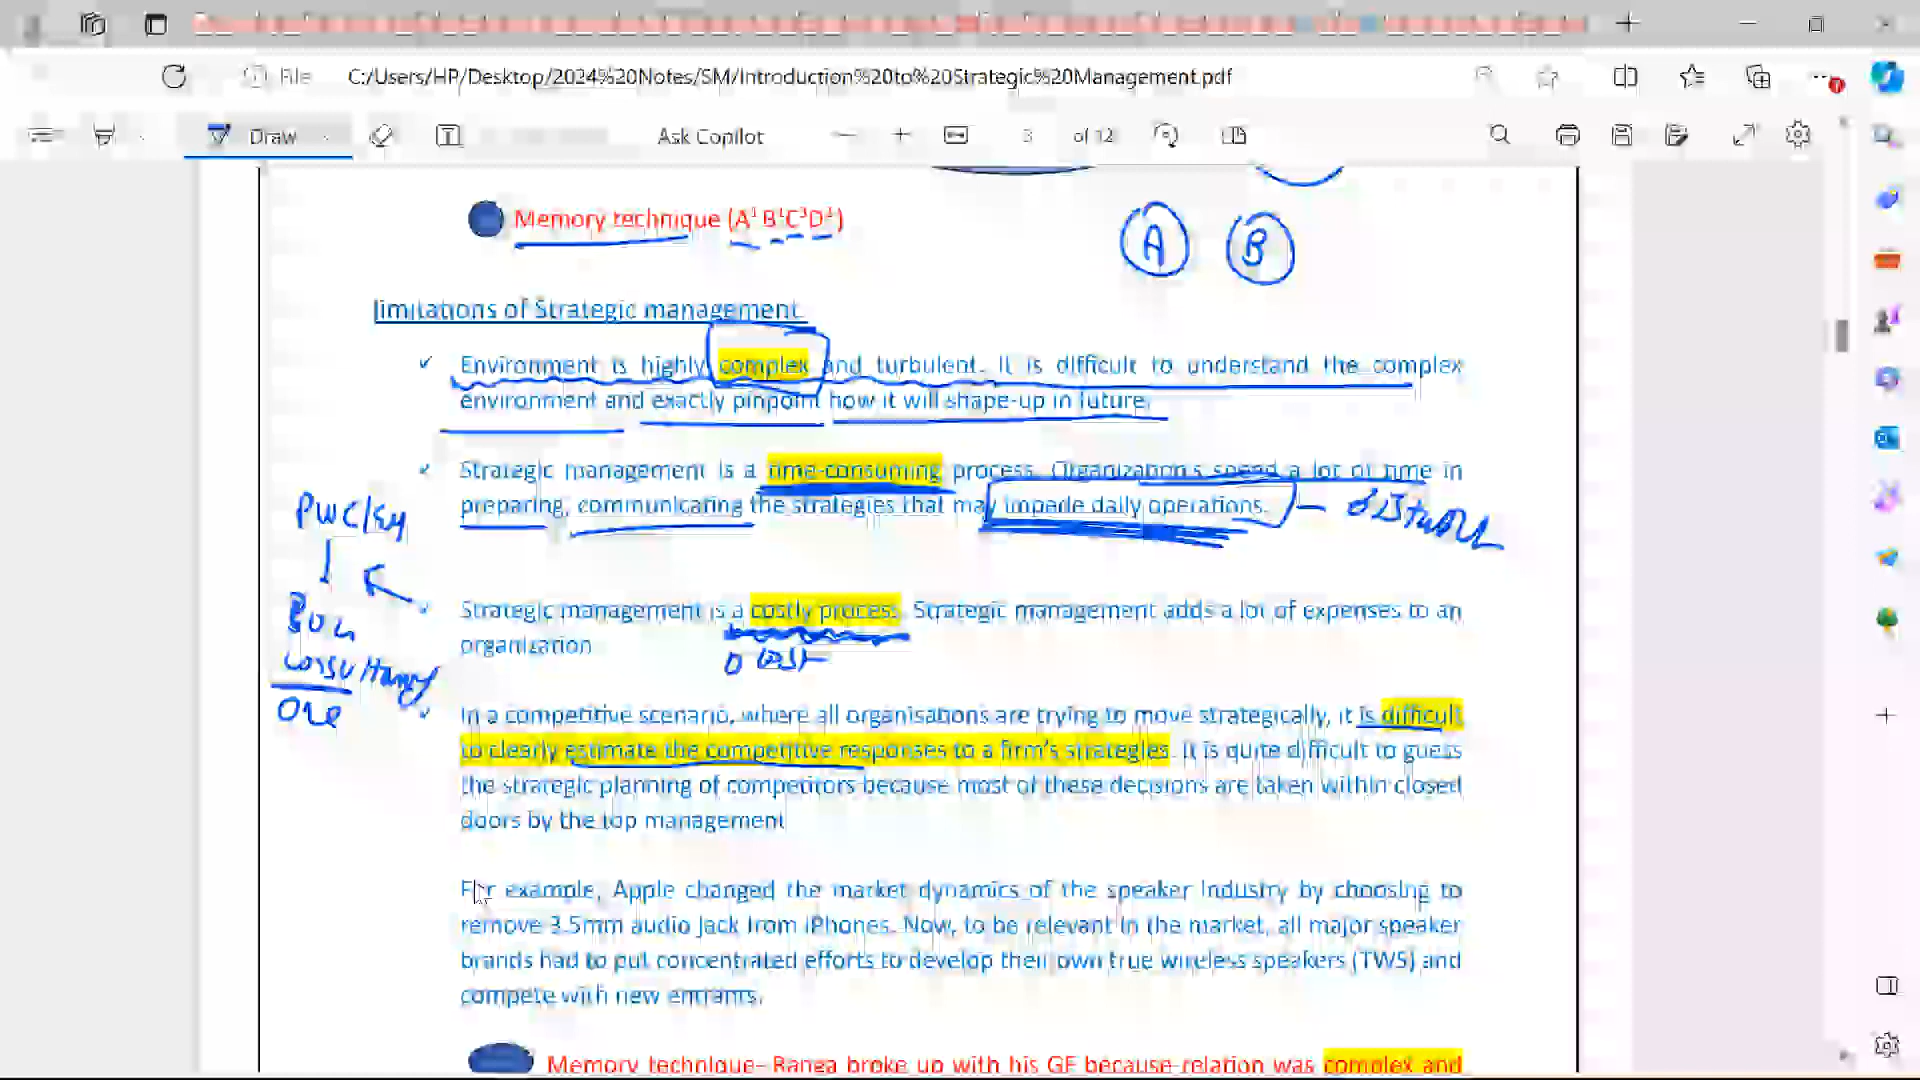 File C:/Users/HP/Desktop/2024%20Notes/SM/Introduction%20to%20Strategic%20Management.pdf
Draw Ask Copilot 3 of 12
Memory technique (A¹B¹C³D²)
A B
limitations of Strategic management
Environment is highly complex and turbulent. It is difficult to understand the complex
environment and exactly pinpoint how it will shape-up in future.
Strategic management is a time-consuming process. Organizations spend a lot of time in
preparing, communicating the strategies that may impede daily operations.
PWC/EY
Strategic management is a costly process. Strategic management adds a lot of expenses to an
organization
In a competitive scenario, where all organisations are trying to move strategically, it is difficult
to clearly estimate the competitive responses to a firm's strategies. It is quite difficult to guess
the strategic planning of competitors because most of these decisions are taken within closed
doors by the top management
For example, Apple changed the market dynamics of the speaker industry by choosing to
remove 3.5mm audio jack from iPhones. Now, to be relevant in the market, all major speaker
brands had to put concentrated efforts to develop their own true wireless speakers (TWS) and
compete with new entrants.
Memory technique– Ranga broke up with his GF because relation was complex and